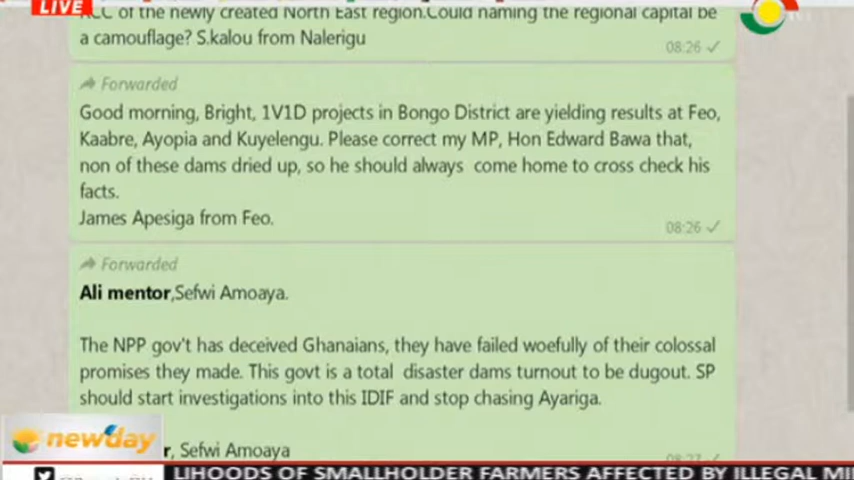 LIVE
ACC of the newly created North East region.Could naming the regional capital be
a camouflage? S.kalou from Nalerigu
08:26
Forwarded
Good morning, Bright, 1V1D projects in Bongo District are yielding results at Feo,
Kaabre, Ayopia and Kuyelengu. Please correct my MP, Hon Edward Bawa that,
non of these dams dried up, so he should always come home to cross check his
facts.
James Apesiga from Feo.
08:26
Forwarded
Ali mentor,Sefwi Amoaya.
The NPP gov't has deceived Ghanaians, they have failed woefully of their colossal
promises they made. This govt is a total disaster dams turnout to be dugout. SP
should start investigations into this IDIF and stop chasing Ayariga.
newday
r, Sefwi Amoaya
08:27
LIHOODS OF SMALLHOLDER FARMERS AFFECTED BY ILLEGAL MI